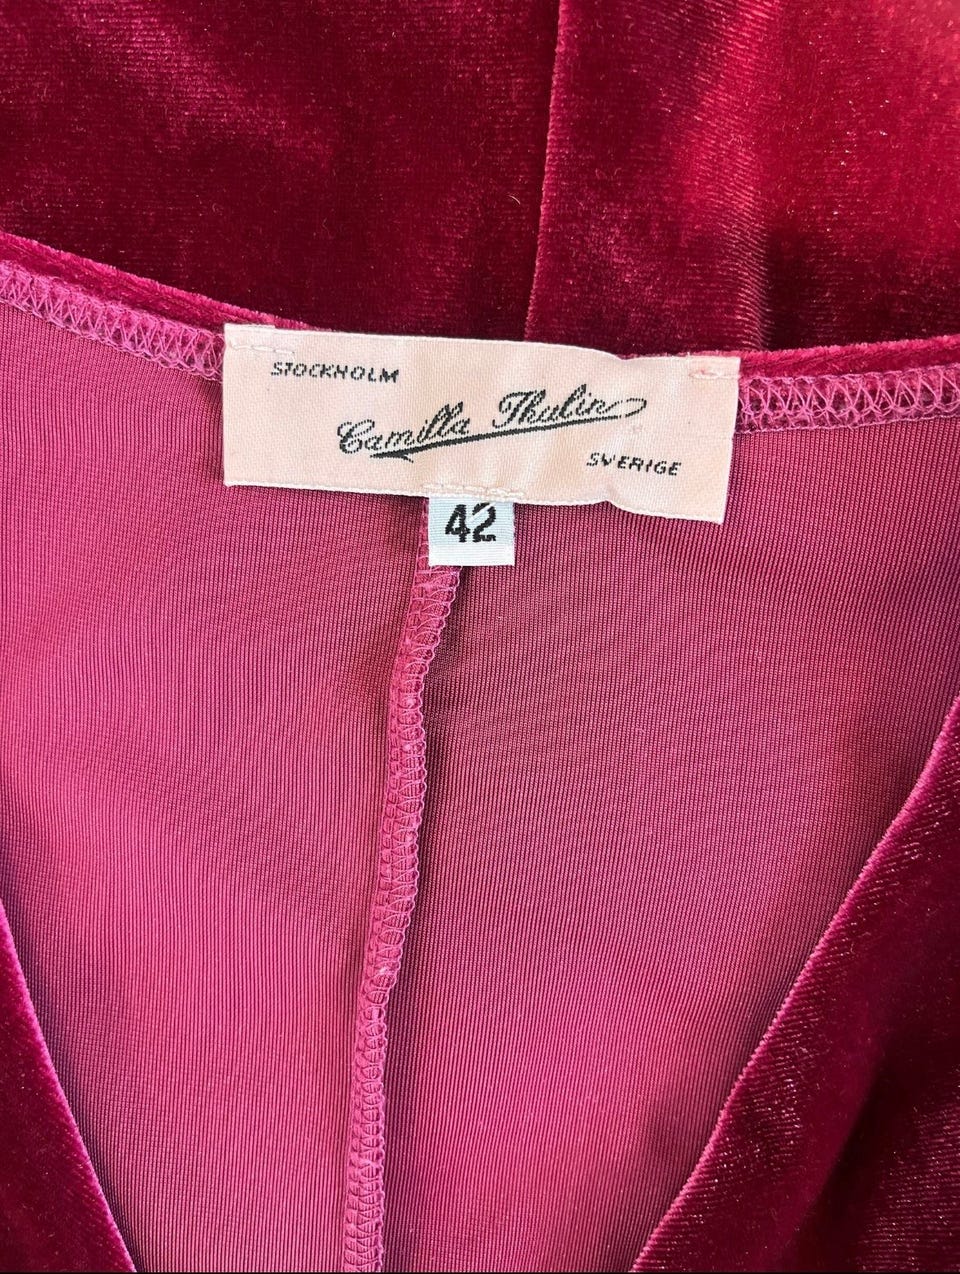 STOCKHOLM
Camilla Thulin
SVERIGE
42